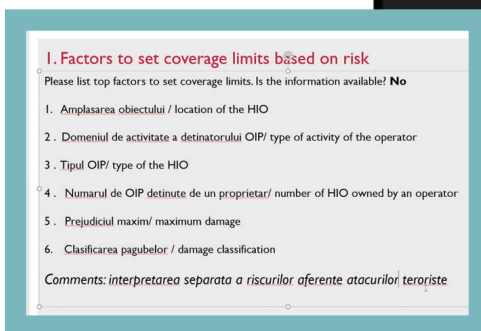 1. Factors to set coverage limits based on risk
Please list top factors to set coverage limits. Is the information available? No
1. Amplasarea obiectului / location of the HIO
2. Domeniul de activitate a detinatorului OIP/ type of activity of the operator
3. Tipul OIP/ type of the HIO
4. Numarul de OIP detinute de un proprietar/ number of HIO owned by an operator
5. Prejudiciul maxim/ maximum damage
6. Clasificarea pagubelor / damage classification
Comments: interpretarea separata a riscurilor aferente atacurilor teroriste